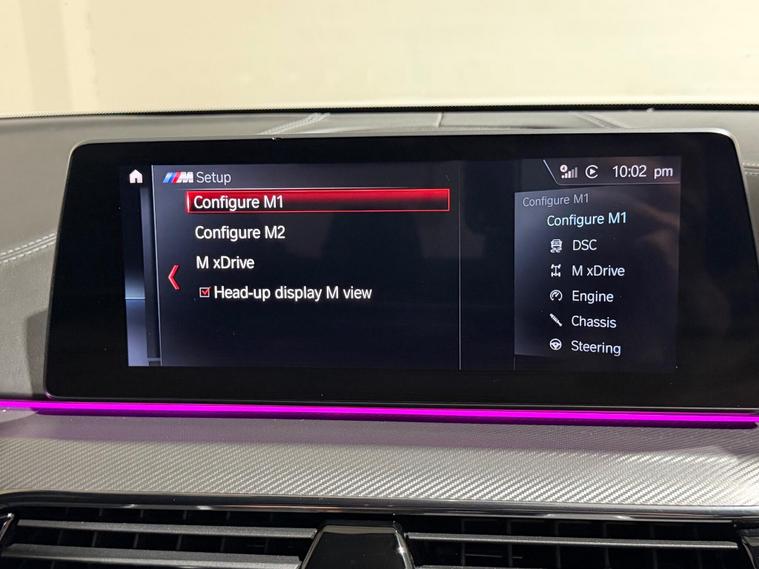 M Setup
10:02 pm
Configure M1
Configure M2
M xDrive
Head-up display M view
Configure M1
Configure M1
DSC
M xDrive
Engine
Chassis
Steering